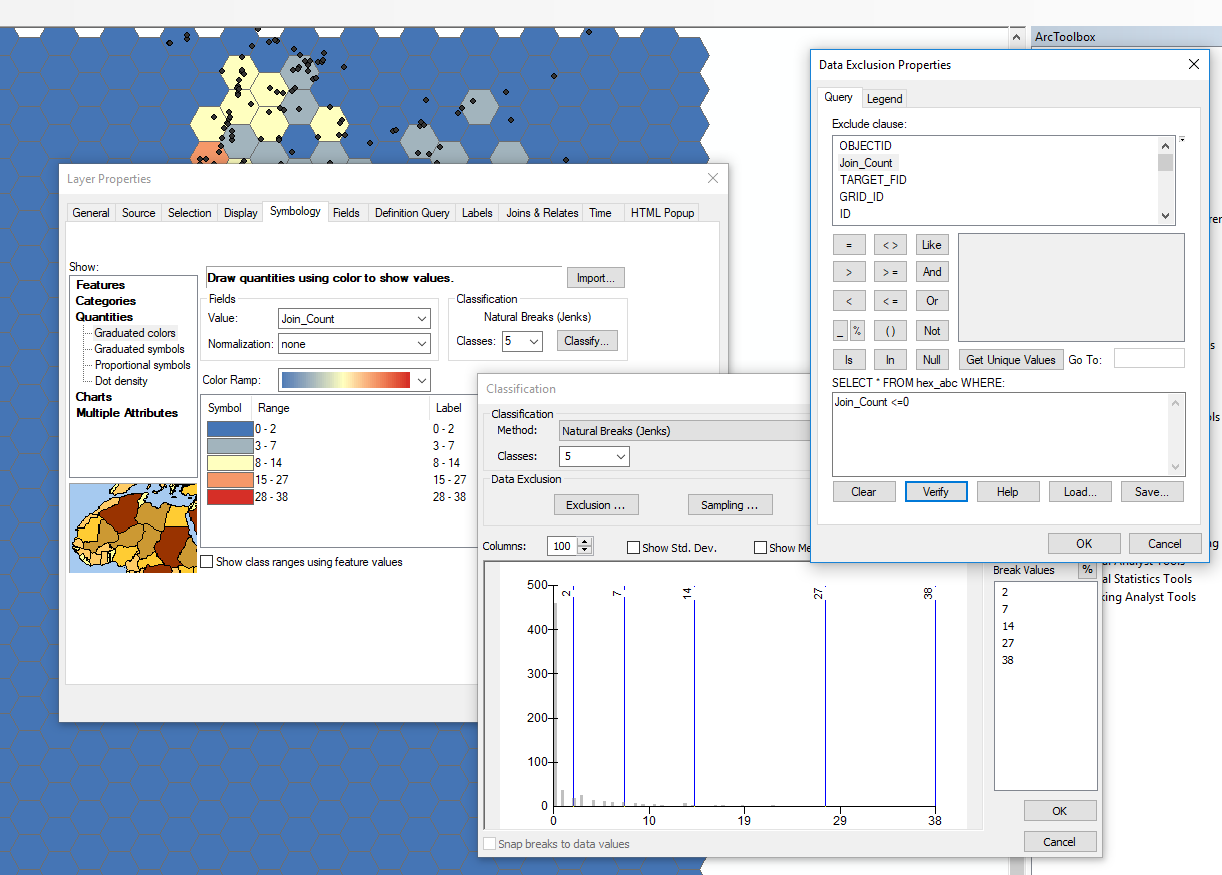 ArcToolbox
Data Exclusion Properties
Query
Legend
Exclude clause:
OBJECTID
Join_Count
TARGET_FID
GRID_ID
ID
=
< >
Like
>
> =
And
<
< =
Or
_
%
( )
Not
Is
In
Null
Get Unique Values
Go To:
SELECT * FROM hex_abc WHERE:
Join_Count <=0
Clear
Verify
Help
Load...
Save...
OK
Cancel
Layer Properties
General
Source
Selection
Display
Symbology
Fields
Definition Query
Labels
Joins & Relates
Time
HTML Popup
Show:
Features
Categories
Quantities
Graduated colors
Graduated symbols
Proportional symbols
Dot density
Charts
Multiple Attributes
Draw quantities using color to show values.
Import...
Fields
Value:
Join_Count
Normalization:
none
Classification
Natural Breaks (Jenks)
Classes:
5
Classify...
Color Ramp:
Symbol Range Label
0 - 2 0 - 2
3 - 7 3 - 7
8 - 14 8 - 14
15 - 27 15 - 27
28 - 38 28 - 38
Show class ranges using feature values
Classification
Classification
Method:
Natural Breaks (Jenks)
Classes:
5
Data Exclusion
Exclusion ...
Sampling ...
Columns:
100
Show Std. Dev.
Show Me
500
400
300
200
100
0
2
7
14
27
38
0 10 19 29 38
Snap breaks to data values
Break Values
%
2
7
14
27
38
OK
Cancel
al Statistics Tools
king Analyst Tools